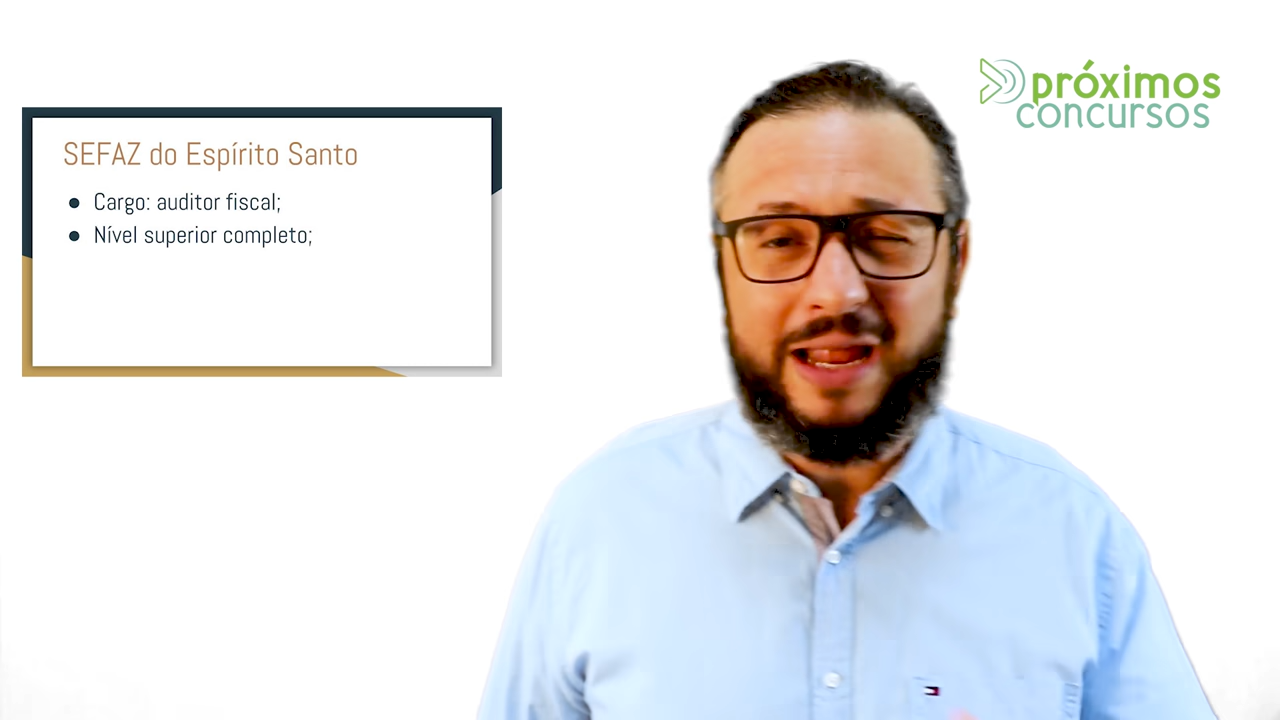 SEFAZ do Espírito Santo
● Cargo: auditor fiscal;
● Nível superior completo;
próximos
concursos